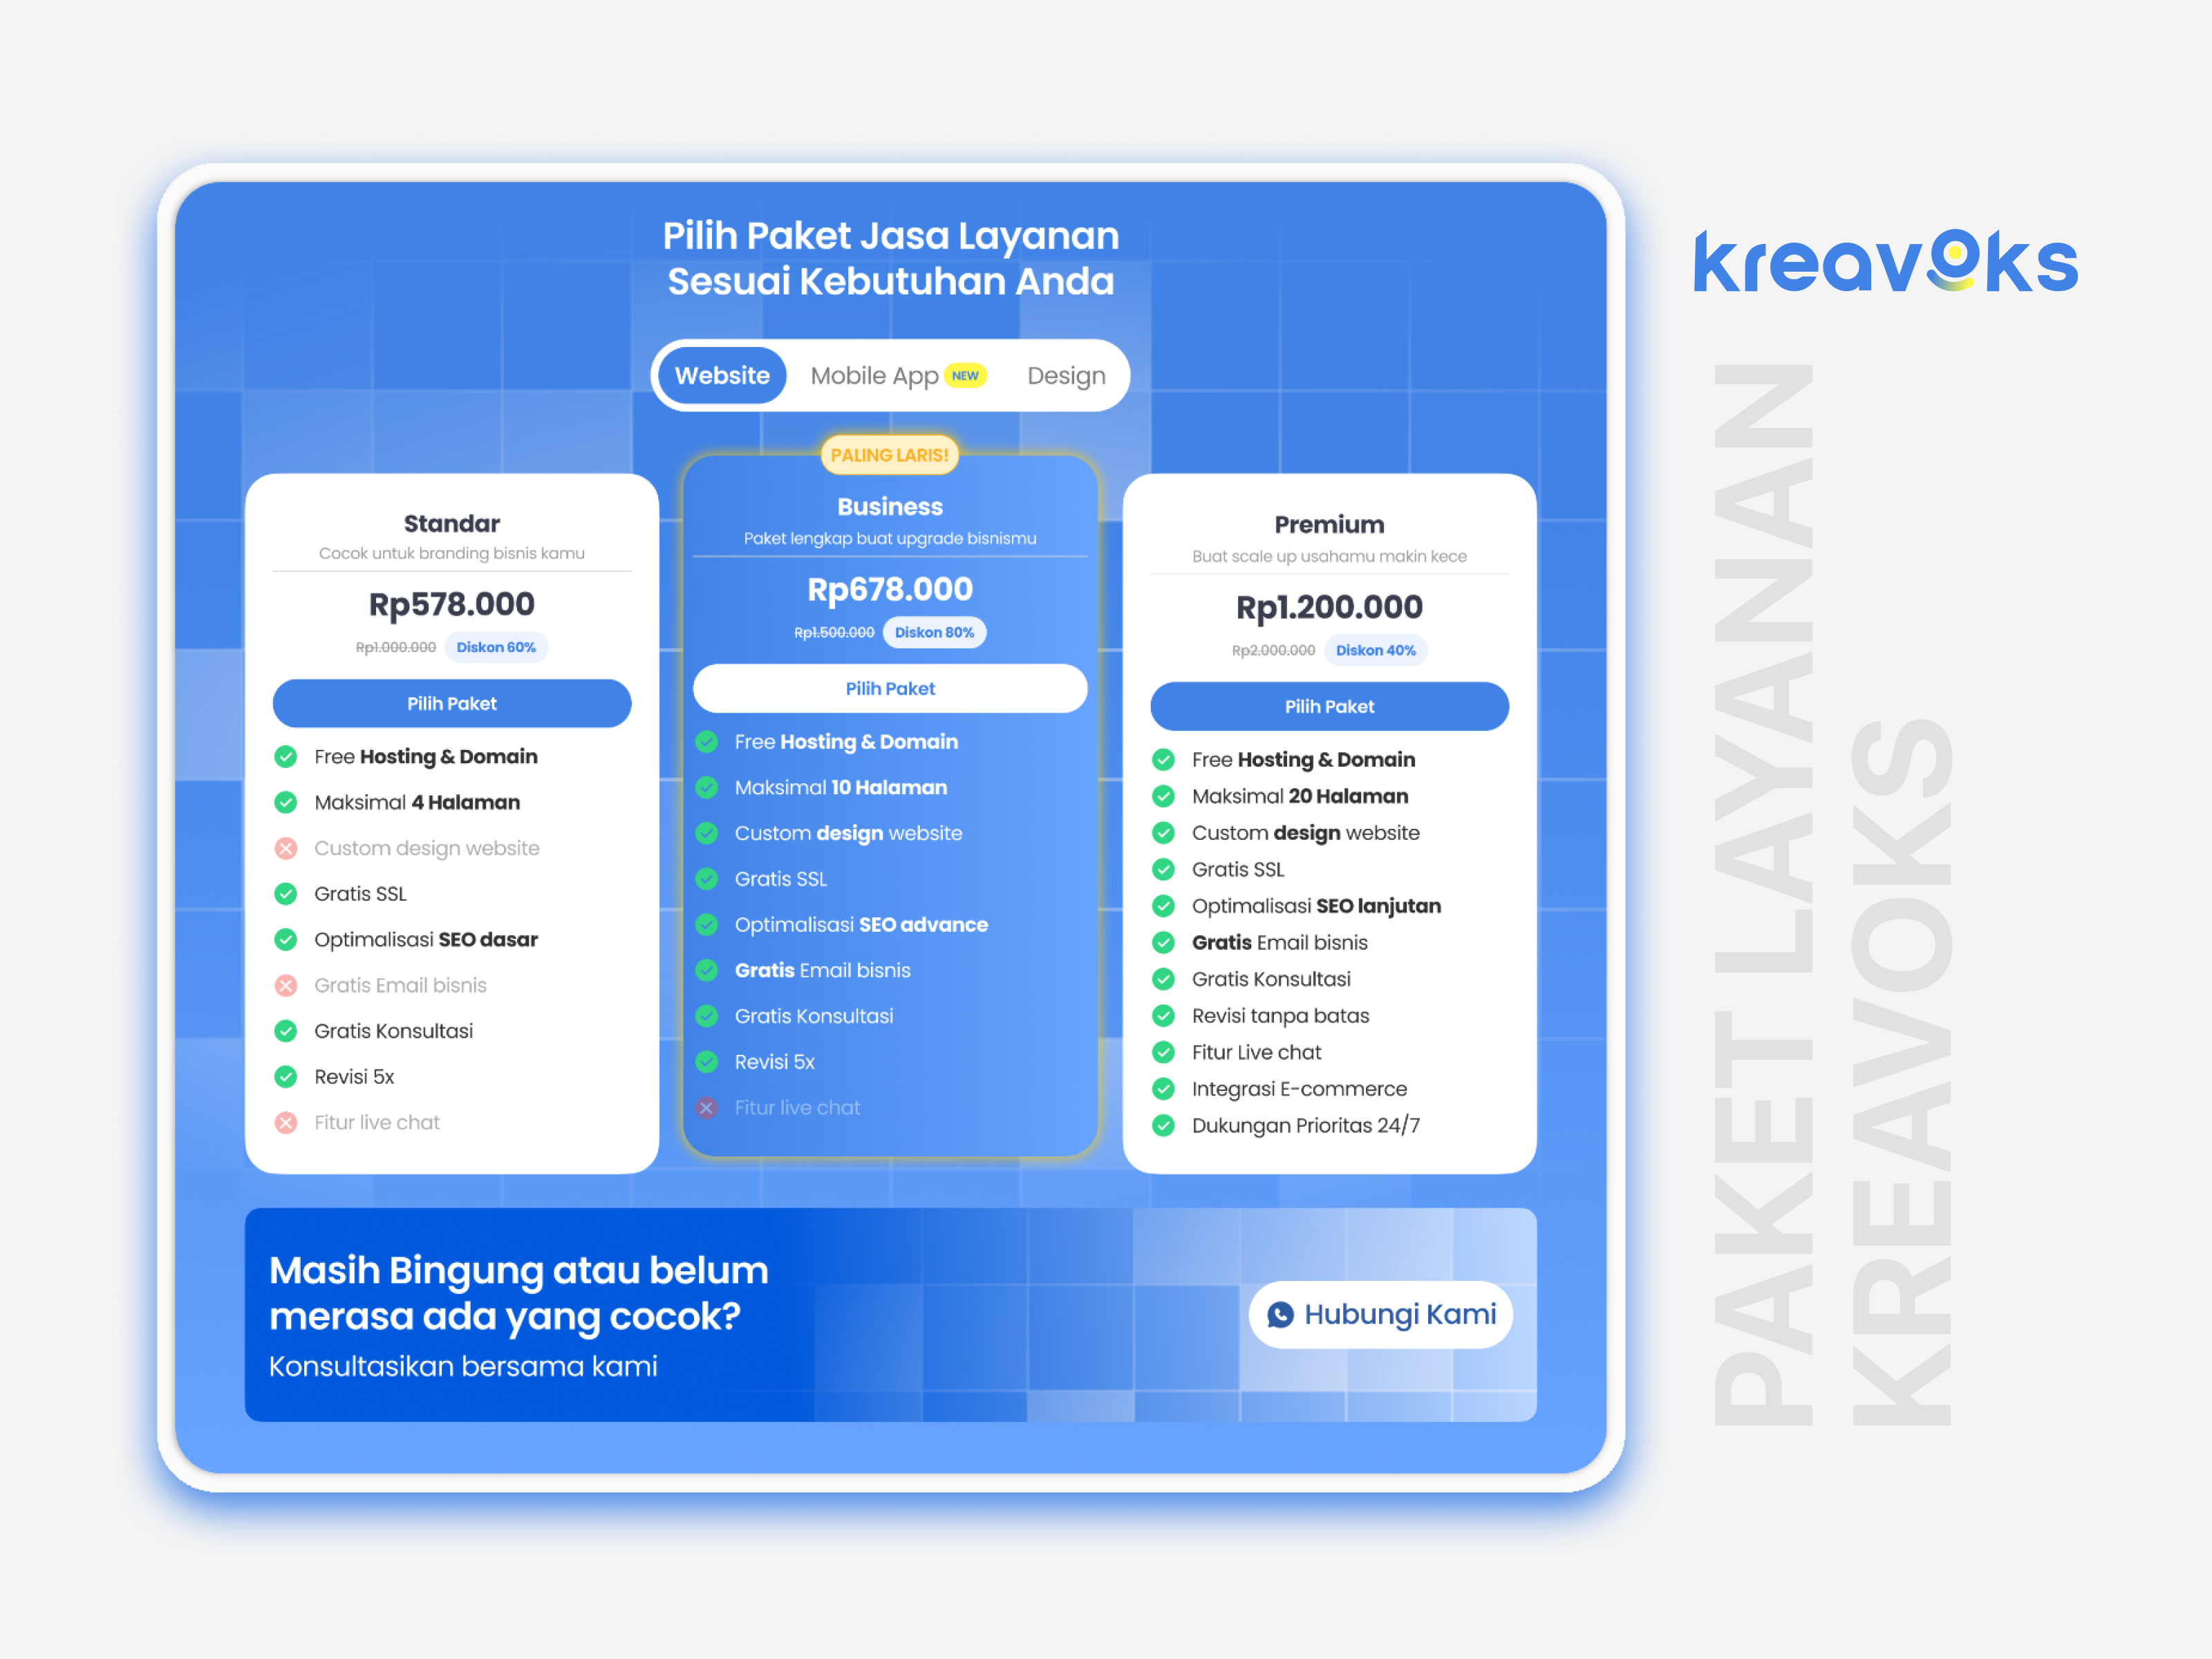 Pilih Paket Jasa Layanan
Sesuai Kebutuhan Anda
Website
Mobile App NEW
Design
Standar
Cocok untuk branding bisnis kamu
Rp578.000
Rp1.000.000 Diskon 60%
Pilih Paket
Free Hosting & Domain
Maksimal 4 Halaman
Custom design website
Gratis SSL
Optimalisasi SEO dasar
Gratis Email bisnis
Gratis Konsultasi
Revisi 5x
Fitur live chat
PALING LARIS!
Business
Paket lengkap buat upgrade bisnismu
Rp678.000
Rp1.500.000 Diskon 80%
Pilih Paket
Free Hosting & Domain
Maksimal 10 Halaman
Custom design website
Gratis SSL
Optimalisasi SEO advance
Gratis Email bisnis
Gratis Konsultasi
Revisi 5x
Fitur live chat
Premium
Buat scale up usahamu makin kece
Rp1.200.000
Rp2.000.000 Diskon 40%
Pilih Paket
Free Hosting & Domain
Maksimal 20 Halaman
Custom design website
Gratis SSL
Optimalisasi SEO lanjutan
Gratis Email bisnis
Gratis Konsultasi
Revisi tanpa batas
Fitur Live chat
Integrasi E-commerce
Dukungan Prioritas 24/7
Masih Bingung atau belum
merasa ada yang cocok?
Konsultasikan bersama kami
Hubungi Kami
kreavoks
PAKET LAYANAN
KREAVOKS